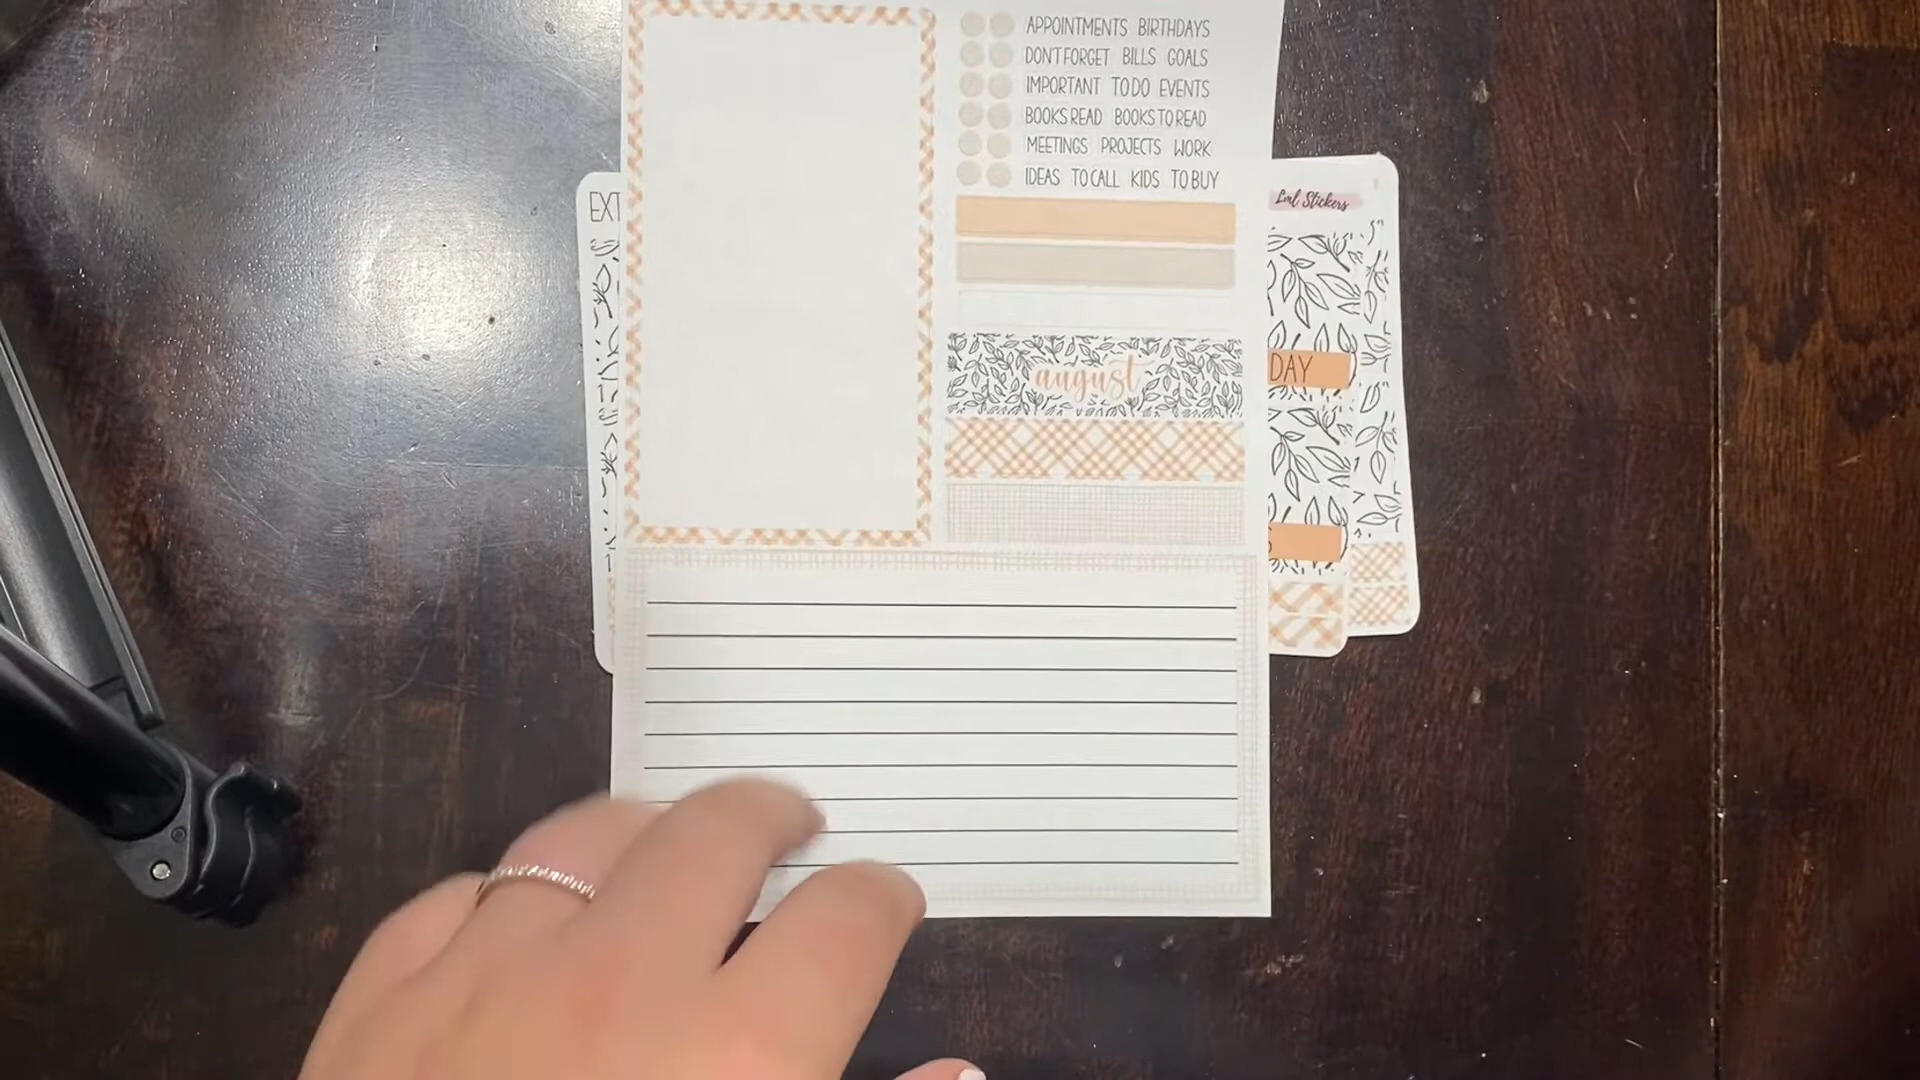 APPOINTMENTS BIRTHDAYS
DON'T FORGET BILLS GOALS
IMPORTANT TO DO EVENTS
BOOKS READ BOOKS TO READ
MEETINGS PROJECTS WORK
IDEAS TO CALL KIDS TO BUY
EXT
Lml Stickers
DAY
august
S